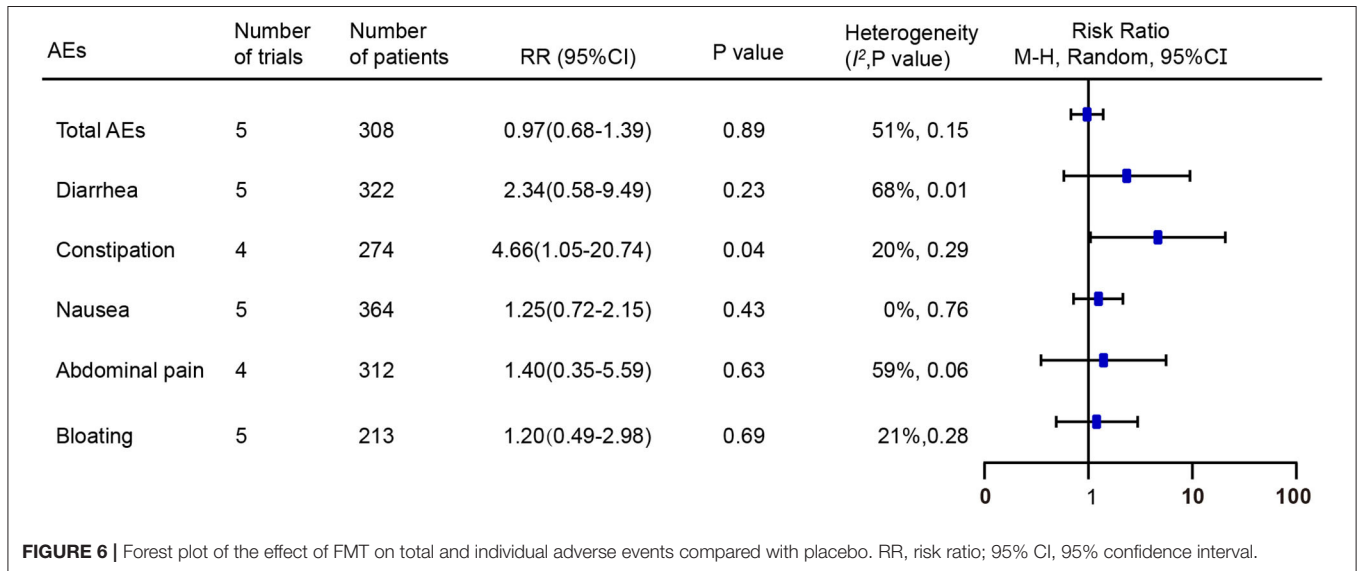 AEs Number of trials Number of patients RR (95%CI) P value Heterogeneity (I²,P value) Risk Ratio M-H, Random, 95%CI
Total AEs 5 308 0.97(0.68-1.39) 0.89 51%, 0.15
Diarrhea 5 322 2.34(0.58-9.49) 0.23 68%, 0.01
Constipation 4 274 4.66(1.05-20.74) 0.04 20%, 0.29
Nausea 5 364 1.25(0.72-2.15) 0.43 0%, 0.76
Abdominal pain 4 312 1.40(0.35-5.59) 0.63 59%, 0.06
Bloating 5 213 1.20(0.49-2.98) 0.69 21%,0.28
0 1 10 100
FIGURE 6 | Forest plot of the effect of FMT on total and individual adverse events compared with placebo. RR, risk ratio; 95% CI, 95% confidence interval.